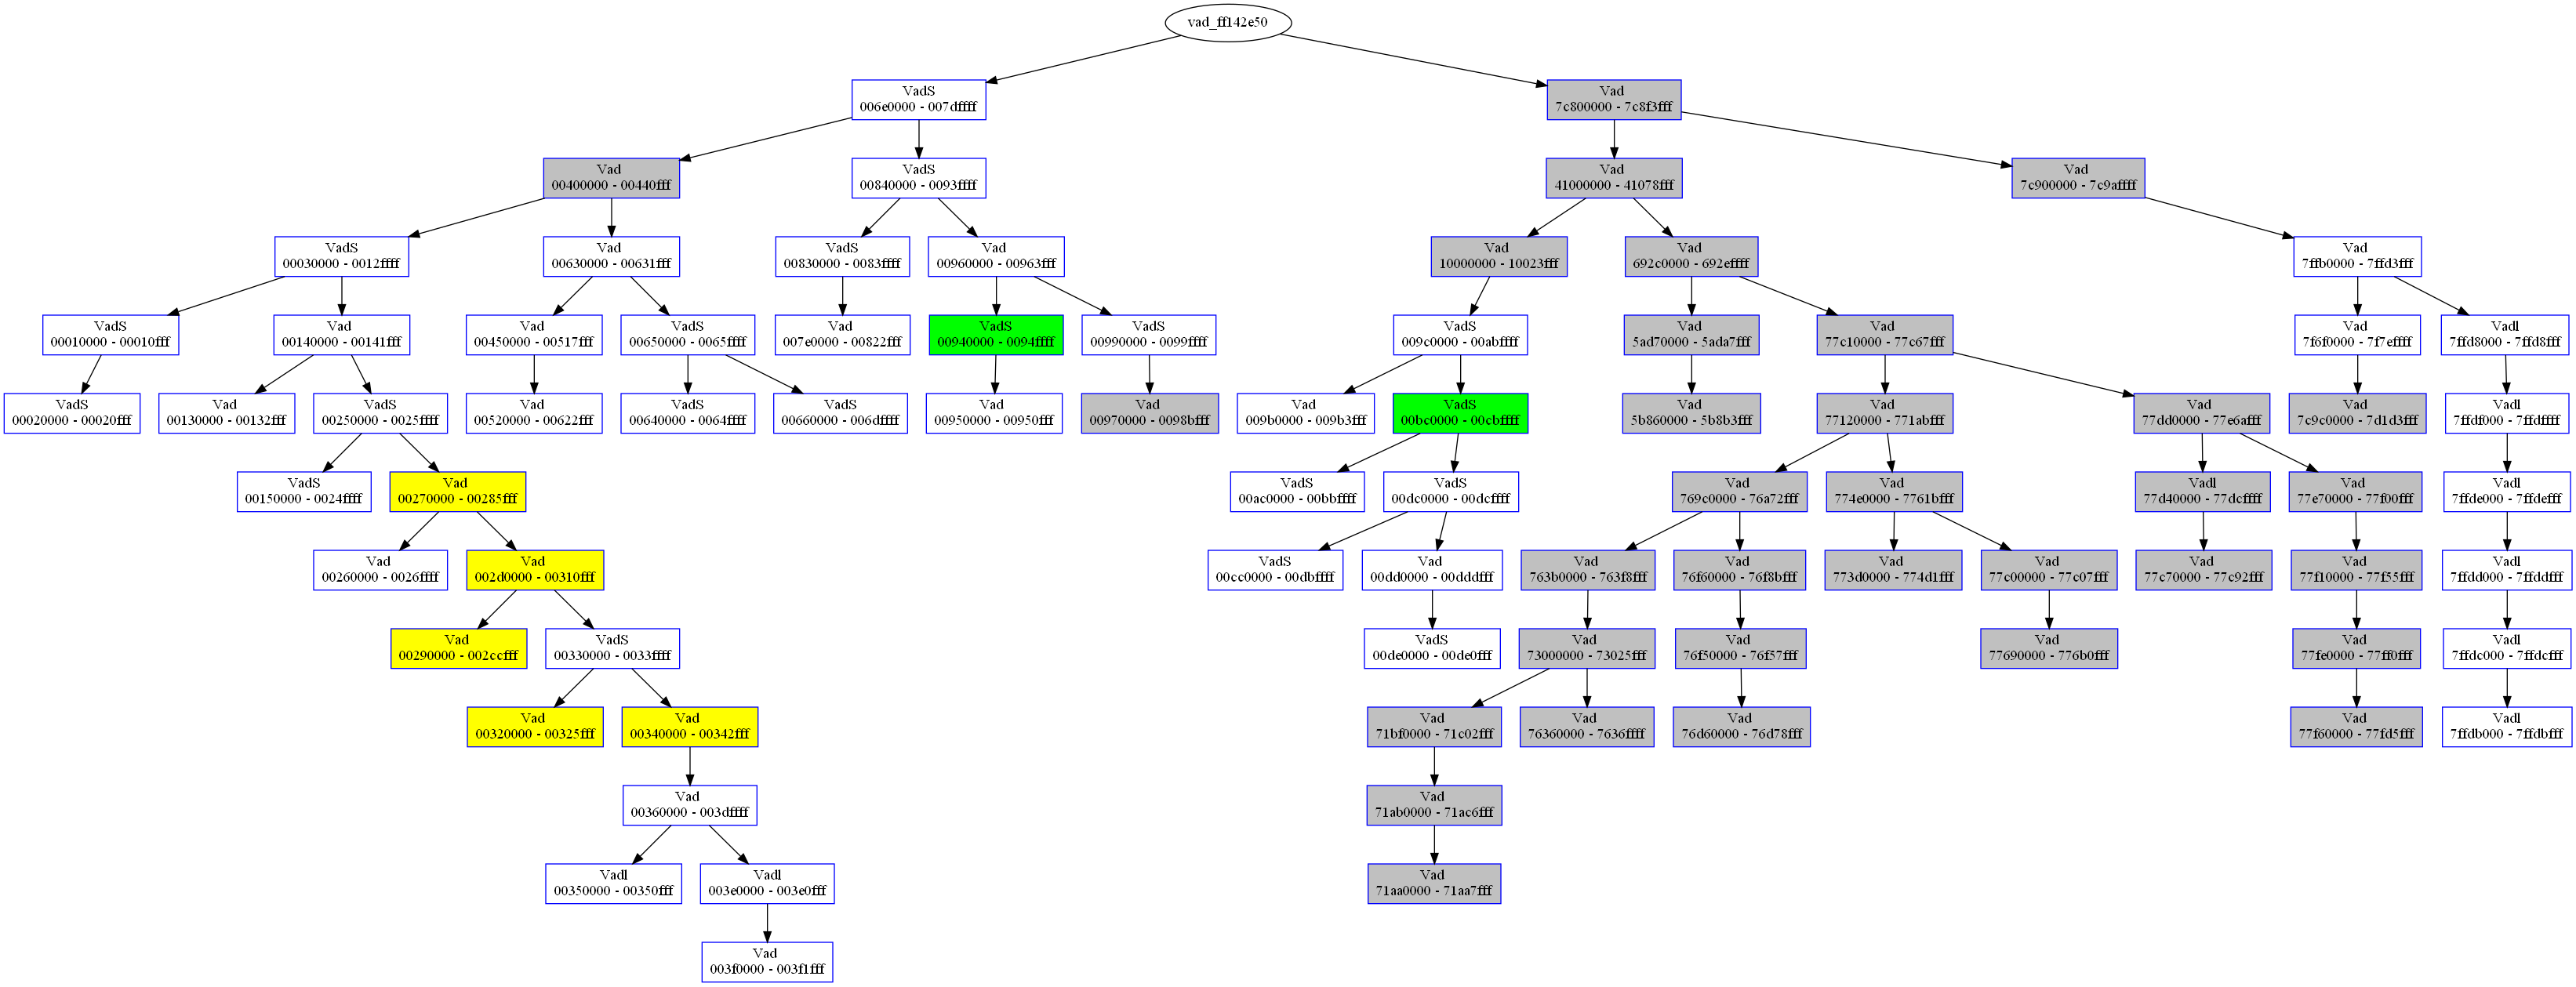 vad_ff142e50
VadS
006e0000 - 007dffff
Vad
7c800000 - 7c8f3fff
Vad
00400000 - 00440fff
VadS
00840000 - 0093ffff
Vad
41000000 - 41078fff
Vad
7c900000 - 7c9affff
VadS
00030000 - 0012ffff
Vad
00630000 - 00631fff
VadS
00830000 - 0083ffff
Vad
00960000 - 00963fff
Vad
10000000 - 10023fff
Vad
692c0000 - 692effff
Vad
7ffb0000 - 7ffd3fff
VadS
00010000 - 00010fff
Vad
00140000 - 00141fff
Vad
00450000 - 00517fff
VadS
00650000 - 0065ffff
Vad
007e0000 - 00822fff
VadS
00940000 - 0094ffff
VadS
00990000 - 0099ffff
VadS
009c0000 - 00abffff
Vad
5ad70000 - 5ada7fff
Vad
77c10000 - 77c67fff
Vad
7f6f0000 - 7f7effff
Vadl
7ffd8000 - 7ffd8fff
VadS
00020000 - 00020fff
Vad
00130000 - 00132fff
VadS
00250000 - 0025ffff
Vad
00520000 - 00622fff
VadS
00640000 - 0064ffff
VadS
00660000 - 006dffff
Vad
00950000 - 00950fff
Vad
00970000 - 0098bfff
Vad
009b0000 - 009b3fff
VadS
00bc0000 - 00cbffff
Vad
5b860000 - 5b8b3fff
Vad
77120000 - 771abfff
Vad
77dd0000 - 77e6afff
Vad
7c9c0000 - 7d1d3fff
Vadl
7ffdf000 - 7ffdffff
VadS
00150000 - 0024ffff
Vad
00270000 - 00285fff
VadS
00ac0000 - 00bbffff
VadS
00dc0000 - 00dcffff
Vad
769c0000 - 76a72fff
Vad
774e0000 - 7761bfff
Vadl
77d40000 - 77dcffff
Vad
77e70000 - 77f00fff
Vadl
7ffde000 - 7ffdefff
Vad
00260000 - 0026ffff
Vad
002d0000 - 00310fff
VadS
00cc0000 - 00dbffff
Vad
00dd0000 - 00dddfff
Vad
763b0000 - 763f8fff
Vad
76f60000 - 76f8bfff
Vad
773d0000 - 774d1fff
Vad
77c00000 - 77c07fff
Vad
77c70000 - 77c92fff
Vad
77f10000 - 77f55fff
Vadl
7ffdd000 - 7ffddfff
Vad
00290000 - 002ccfff
VadS
00330000 - 0033ffff
VadS
00de0000 - 00de0fff
Vad
73000000 - 73025fff
Vad
76f50000 - 76f57fff
Vad
77690000 - 776b0fff
Vad
77fe0000 - 77ff0fff
Vadl
7ffdc000 - 7ffdcfff
Vad
00320000 - 00325fff
Vad
00340000 - 00342fff
Vad
71bf0000 - 71c02fff
Vad
76360000 - 7636ffff
Vad
76d60000 - 76d78fff
Vad
77f60000 - 77fd5fff
Vadl
7ffdb000 - 7ffdbfff
Vad
00360000 - 003dffff
Vad
71ab0000 - 71ac6fff
Vadl
00350000 - 00350fff
Vadl
003e0000 - 003e0fff
Vad
71aa0000 - 71aa7fff
Vad
003f0000 - 003f1fff